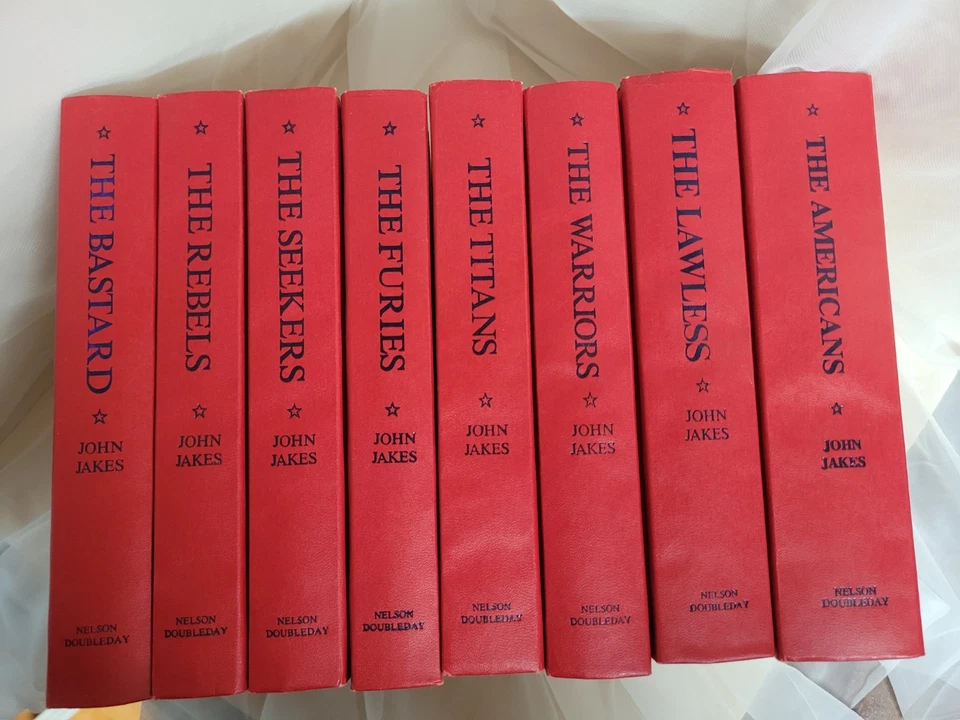 THE BASTARD
JOHN
JAKES
NELSON
DOUBLEDAY
THE REBELS
JOHN
JAKES
NELSON
DOUBLEDAY
THE SEEKERS
JOHN
JAKES
NELSON
DOUBLEDAY
THE FURIES
JOHN
JAKES
NELSON
DOUBLEDAY
THE TITANS
JOHN
JAKES
NELSON
DOUBLEDAY
THE WARRIORS
JOHN
JAKES
NELSON
DOUBLEDAY
THE LAWLESS
JOHN
JAKES
NELSON
DOUBLEDAY
THE AMERICANS
JOHN
JAKES
NELSON
DOUBLEDAY